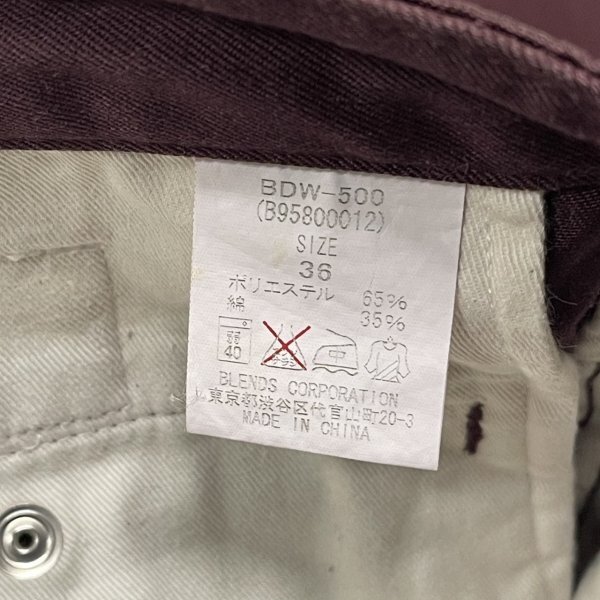 BDW-500
(B95800012)
SIZE
36
ポリエステル 65%
綿 35%
弱 中
40
BLENDS CORPORATION
東京都渋谷区代官山町20-3
MADE IN CHINA